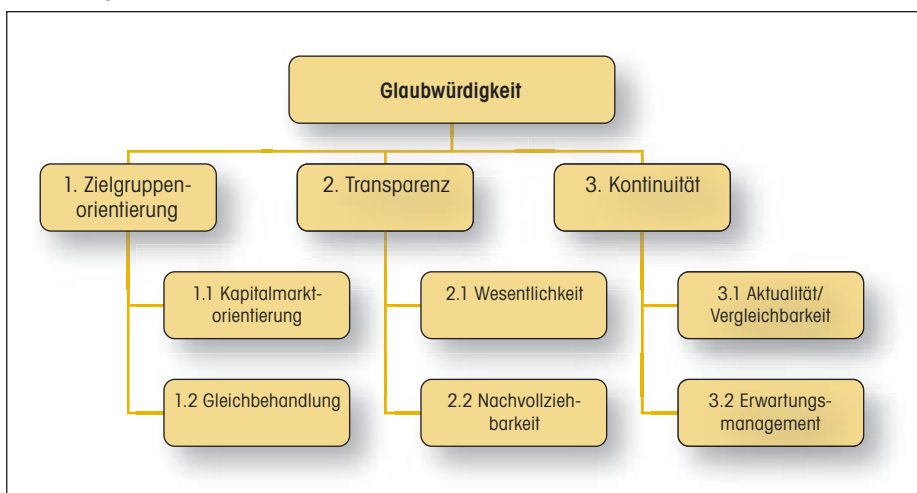 Glaubwürdigkeit
1. Zielgruppen-
orientierung
2. Transparenz
3. Kontinuität
1.1 Kapitalmarkt-
orientierung
2.1 Wesentlichkeit
3.1 Aktualität/
Vergleichbarkeit
1.2 Gleichbehandlung
2.2 Nachvollzieh-
barkeit
3.2 Erwartungs-
management